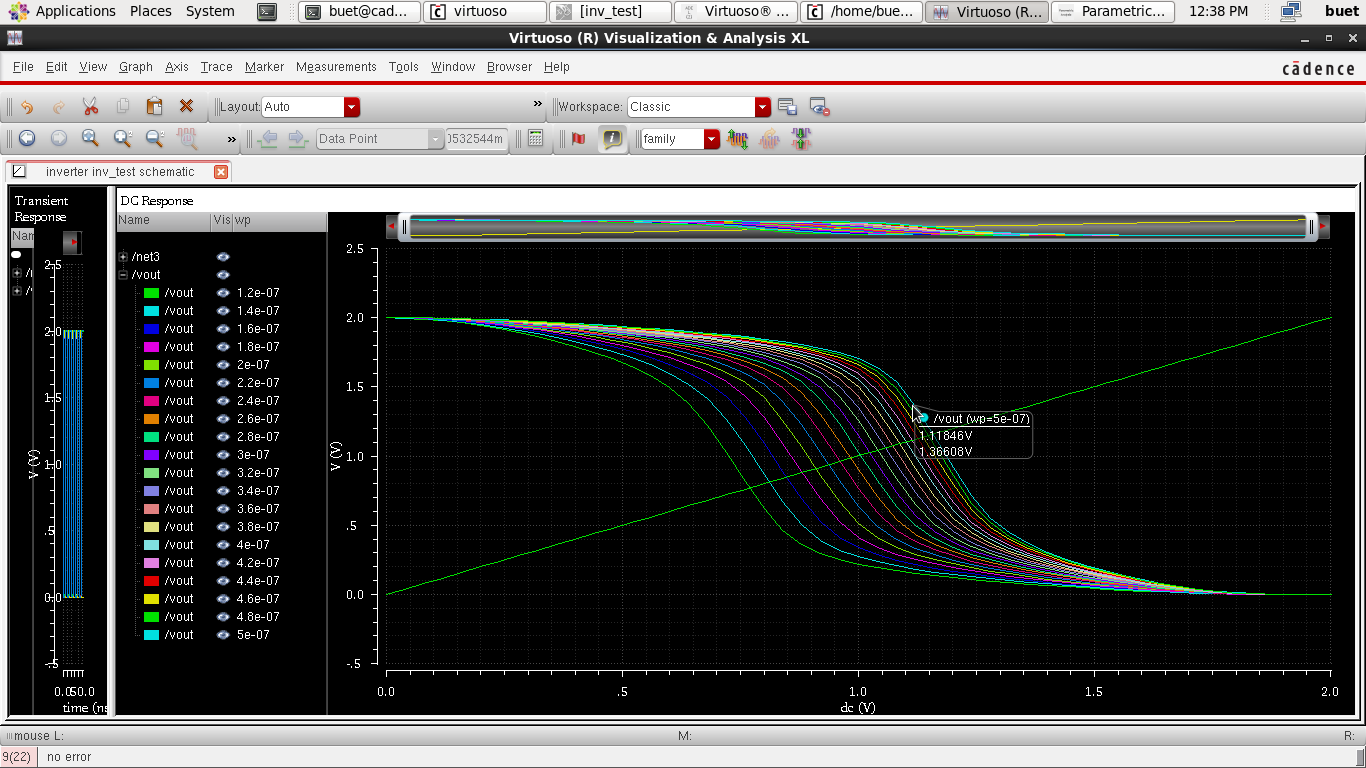 Applications Places System buet@cad... virtuoso [inv_test] Virtuoso® ... /home/bue... Virtuoso (R... Parametric... 12:38 PM buet
Virtuoso (R) Visualization & Analysis XL
File Edit View Graph Axis Trace Marker Measurements Tools Window Browser Help
cādence
Layout: Auto » Workspace: Classic
» Data Point 0532544m family
inverter inv_test schematic
Transient
Response
DC Response
Name Vis wp
/net3
/vout
/vout 1.2e-07
/vout 1.4e-07
/vout 1.6e-07
/vout 1.8e-07
/vout 2e-07
/vout 2.2e-07
/vout 2.4e-07
/vout 2.6e-07
/vout 2.8e-07
/vout 3e-07
/vout 3.2e-07
/vout 3.4e-07
/vout 3.6e-07
/vout 3.8e-07
/vout 4e-07
/vout 4.2e-07
/vout 4.4e-07
/vout 4.6e-07
/vout 4.8e-07
/vout 5e-07
2.5
2.0
1.5
1.0
.5
0.0
-.5
V (V)
time (ns
2.5
2.0
1.5
1.0
.5
0.0
-.5
V (V)
/vout (wp=5e-07)
1.11846V
1.36608V
0.0 .5 1.0 1.5 2.0
dc (V)
mouse L: M: R:
9(22) no error